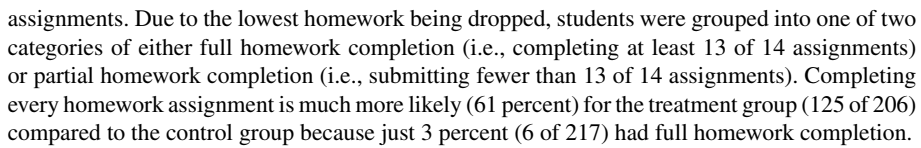 assignments. Due to the lowest homework being dropped, students were grouped into one of two
categories of either full homework completion (i.e., completing at least 13 of 14 assignments)
or partial homework completion (i.e., submitting fewer than 13 of 14 assignments). Completing
every homework assignment is much more likely (61 percent) for the treatment group (125 of 206)
compared to the control group because just 3 percent (6 of 217) had full homework completion.